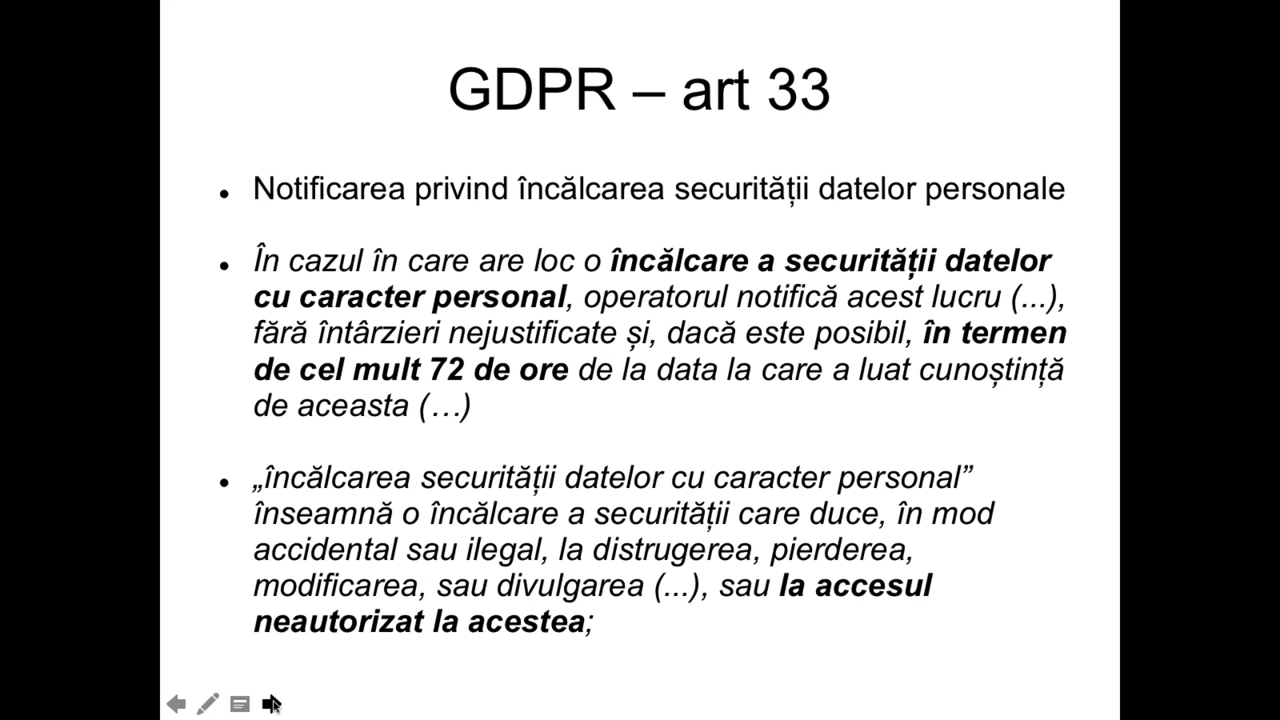 GDPR – art 33
Notificarea privind încălcarea securității datelor personale
În cazul în care are loc o încălcare a securității datelor
cu caracter personal, operatorul notifică acest lucru (...),
fără întârzieri nejustificate și, dacă este posibil, în termen
de cel mult 72 de ore de la data la care a luat cunoștință
de aceasta (…)
„încălcarea securității datelor cu caracter personal”
înseamnă o încălcare a securității care duce, în mod
accidental sau ilegal, la distrugerea, pierderea,
modificarea, sau divulgarea (...), sau la accesul
neautorizat la acestea;